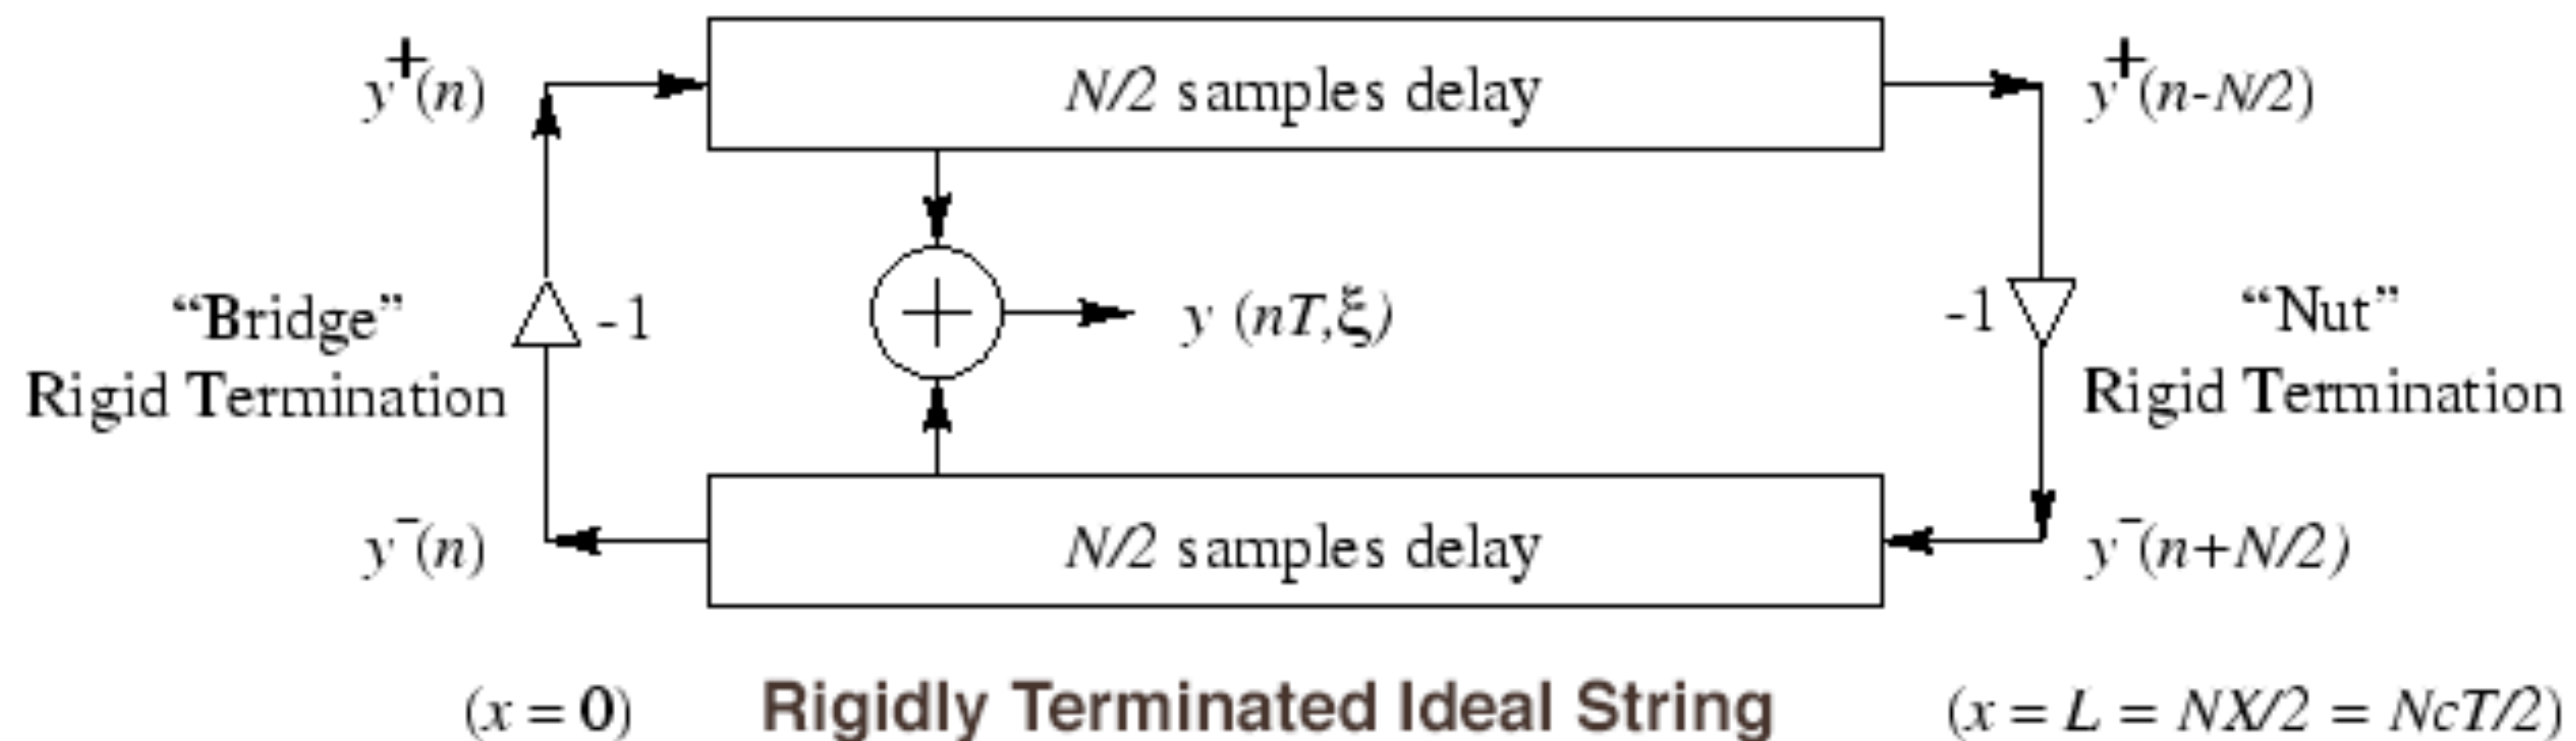 y+(n)
N/2 samples delay
y+(n-N/2)
“Bridge”
Rigid Termination
-1
+
y (nT,ξ)
-1
“Nut”
Rigid Termination
y-(n)
N/2 samples delay
y-(n+N/2)
(x = 0)
Rigidly Terminated Ideal String
(x = L = NX/2 = NcT/2)